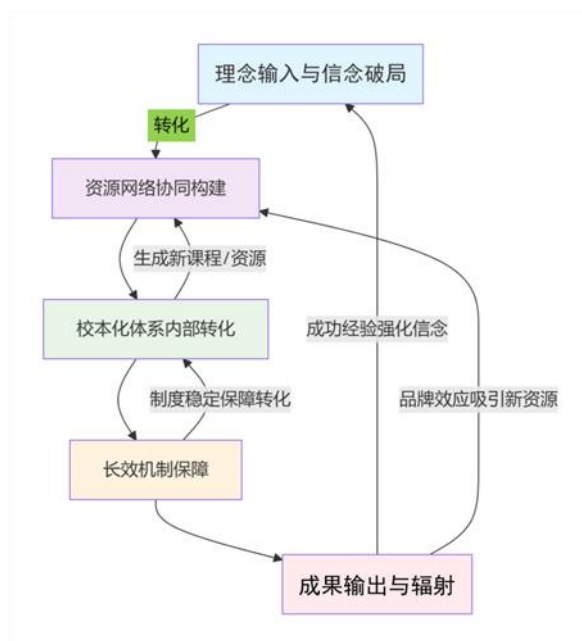 理念输入与信念破局
转化
资源网络协同构建
生成新课程/资源
校本化体系内部转化
成功经验强化信念
制度稳定保障转化
品牌效应吸引新资源
长效机制保障
成果输出与辐射